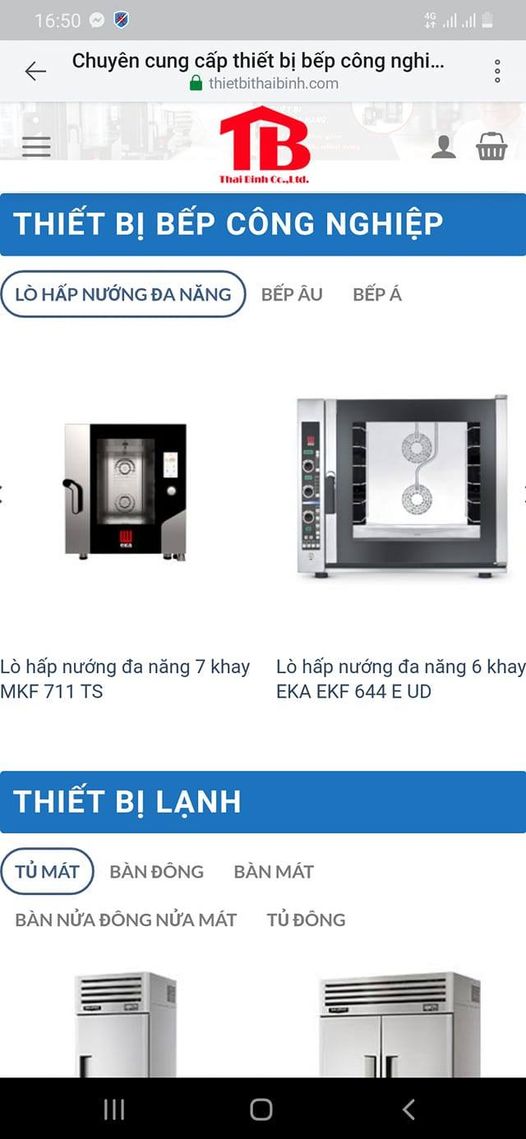 16:50
4G
Chuyên cung cấp thiết bị bếp công nghi...
thietbithaibinh.com
TB
Thai Binh Co.,Ltd.
THIẾT BỊ BẾP CÔNG NGHIỆP
LÒ HẤP NƯỚNG ĐA NĂNG BẾP ÂU BẾP Á
eka
Lò hấp nướng đa năng 7 khay
MKF 711 TS
Lò hấp nướng đa năng 6 khay
EKA EKF 644 E UD
THIẾT BỊ LẠNH
TỦ MÁT BÀN ĐÔNG BÀN MÁT
BÀN NỬA ĐÔNG NỬA MÁT TỦ ĐÔNG